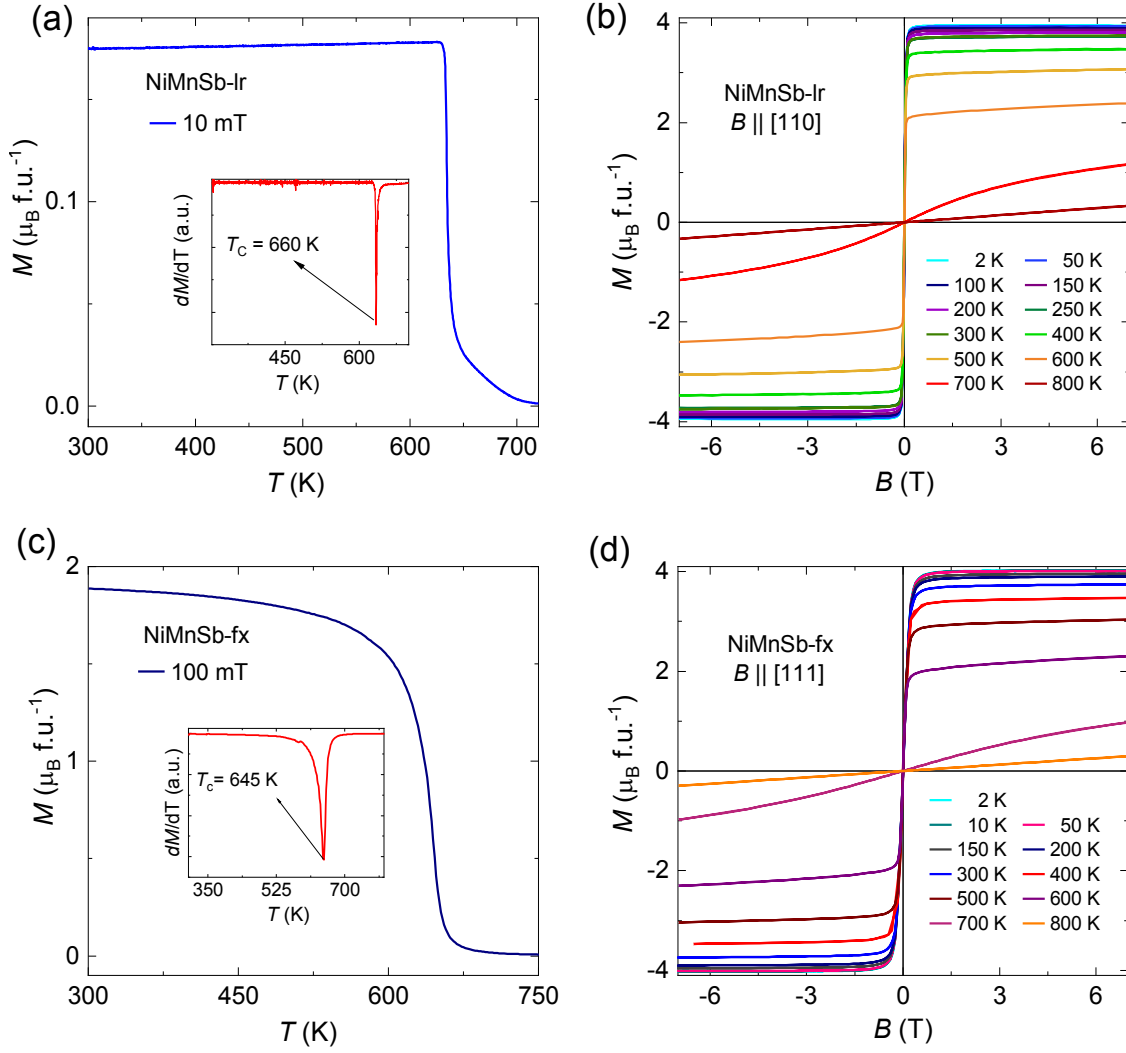 (a)
M (μB f.u.⁻¹)
0.1
0.0
NiMnSb-lr
10 mT
dM/dT (a.u.)
TC = 660 K
450 600
T (K)
300 400 500 600 700
T (K)
(b)
M (μB f.u.⁻¹)
4
2
0
-2
-4
NiMnSb-lr
B || [110]
2 K 50 K
100 K 150 K
200 K 250 K
300 K 400 K
500 K 600 K
700 K 800 K
-6 -3 0 3 6
B (T)
(c)
M (μB f.u.⁻¹)
2
1
0
NiMnSb-fx
100 mT
dM/dT (a.u.)
Tc= 645 K
350 525 700
T (K)
300 450 600 750
T (K)
(d)
M (μB f.u.⁻¹)
4
2
0
-2
-4
NiMnSb-fx
B || [111]
2 K
10 K 50 K
150 K 200 K
300 K 400 K
500 K 600 K
700 K 800 K
-6 -3 0 3 6
B (T)